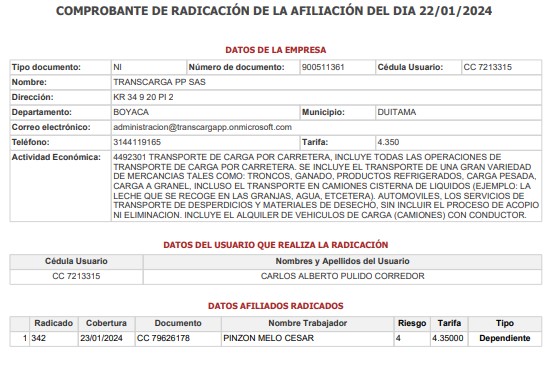 COMPROBANTE DE RADICACIÓN DE LA AFILIACIÓN DEL DIA 22/01/2024
DATOS DE LA EMPRESA
Tipo documento: NI Número de documento: 900511361 Cédula Usuario: CC 7213315
Nombre: TRANSCARGA PP SAS
Dirección: KR 34 9 20 PI 2
Departamento: BOYACA Municipio: DUITAMA
Correo electrónico: administracion@transcargapp.onmicrosoft.com
Teléfono: 3144119165 Tarifa: 4.350
Actividad Económica: 4492301 TRANSPORTE DE CARGA POR CARRETERA, INCLUYE TODAS LAS OPERACIONES DE
TRANSPORTE DE CARGA POR CARRETERA. SE INCLUYE EL TRANSPORTE DE UNA GRAN VARIEDAD
DE MERCANCIAS TALES COMO: TRONCOS, GANADO, PRODUCTOS REFRIGERADOS, CARGA PESADA,
CARGA A GRANEL, INCLUSO EL TRANSPORTE EN CAMIONES CISTERNA DE LIQUIDOS (EJEMPLO: LA
LECHE QUE SE RECOGE EN LAS GRANJAS, AGUA, ETCETERA). AUTOMOVILES, LOS SERVICIOS DE
TRANSPORTE DE DESPERDICIOS Y MATERIALES DE DESECHO, SIN INCLUIR EL PROCESO DE ACOPIO
NI ELIMINACION. INCLUYE EL ALQUILER DE VEHICULOS DE CARGA (CAMIONES) CON CONDUCTOR.
DATOS DEL USUARIO QUE REALIZA LA RADICACIÓN
Cédula Usuario Nombres y Apellidos del Usuario
CC 7213315 CARLOS ALBERTO PULIDO CORREDOR
DATOS AFILIADOS RADICADOS
Radicado Cobertura Documento Nombre Trabajador Riesgo Tarifa Tipo
1 342 23/01/2024 CC 79626178 PINZON MELO CESAR 4 4.35000 Dependiente